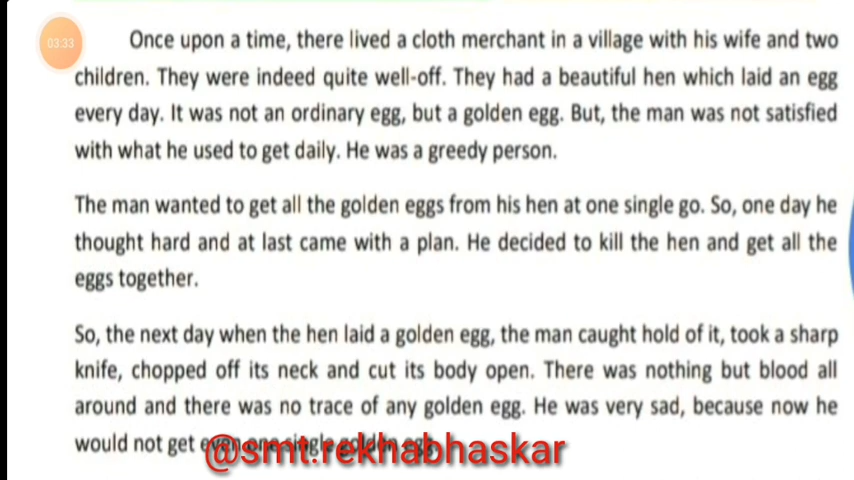 03:33
Once upon a time, there lived a cloth merchant in a village with his wife and two
children. They were indeed quite well-off. They had a beautiful hen which laid an egg
every day. It was not an ordinary egg, but a golden egg. But, the man was not satisfied
with what he used to get daily. He was a greedy person.
The man wanted to get all the golden eggs from his hen at one single go. So, one day he
thought hard and at last came with a plan. He decided to kill the hen and get all the
eggs together.
So, the next day when the hen laid a golden egg, the man caught hold of it, took a sharp
knife, chopped off its neck and cut its body open. There was nothing but blood all
around and there was no trace of any golden egg. He was very sad, because now he
would not get even one single golden egg.
@smt.rekhabhaskar